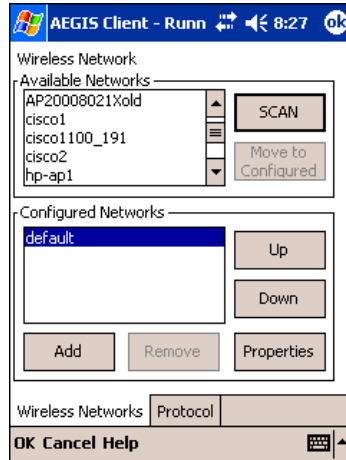 AEGIS Client - Runn 8:27 ok
Wireless Network
Available Networks
AP20008021Xold
cisco1
cisco1100_191
cisco2
hp-ap1
SCAN
Move to
Configured
Configured Networks
default
Up
Down
Add Remove Properties
Wireless Networks Protocol
OK Cancel Help